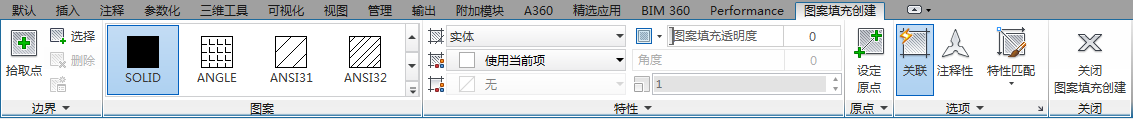 默认 插入 注释 参数化 三维工具 可视化 视图 管理 输出 附加模块 A360 精选应用 BIM 360 Performance 图案填充创建
拾取点
选择
删除
边界
SOLID ANGLE ANSI31 ANSI32
图案
实体
使用当前项
无
图案填充透明度 0
角度 0
1
特性
设定
原点
原点
关联 注释性 特性匹配
选项
关闭
图案填充创建
关闭